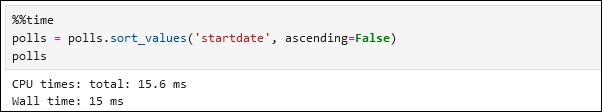 %%time
polls = polls.sort_values('startdate', ascending=False)
polls
CPU times: total: 15.6 ms
Wall time: 15 ms